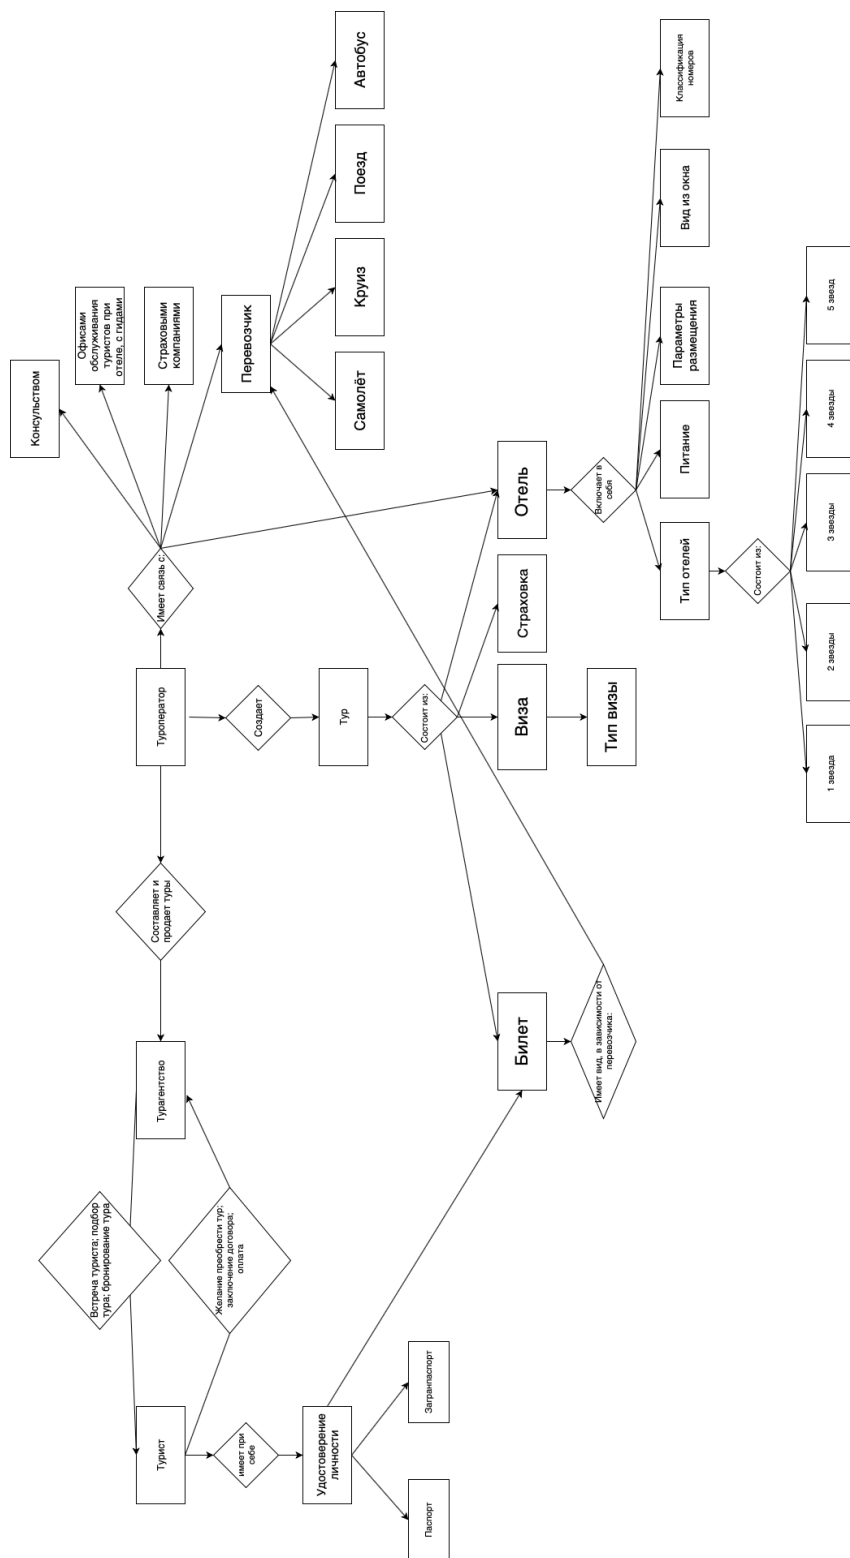 Турист
Встреча туриста; подбор
тура; бронирование тура
Турагентство
Составляет и
продает туры
Туроператор
Имеет связь с:
Консульством
Офисами
обслуживания
туристов при
отеле, с гидами
Страховыми
компаниями
Желание преобрести тур;
заключение договора;
оплата
имеет при
себе
Создает
Перевозчик
Удостоверение
личности
Тур
Самолёт
Круиз
Поезд
Автобус
Паспорт
Загранпаспорт
Состоит из:
Билет
Виза
Страховка
Отель
Имеет вид, в зависимости от
перевозчика:
Тип визы
Включает в
себя
Тип отелей
Питание
Параметры
размещения
Вид из окна
Классификация
номеров
Состоит из:
1 звезда
2 звезды
3 звезды
4 звезды
5 звезд